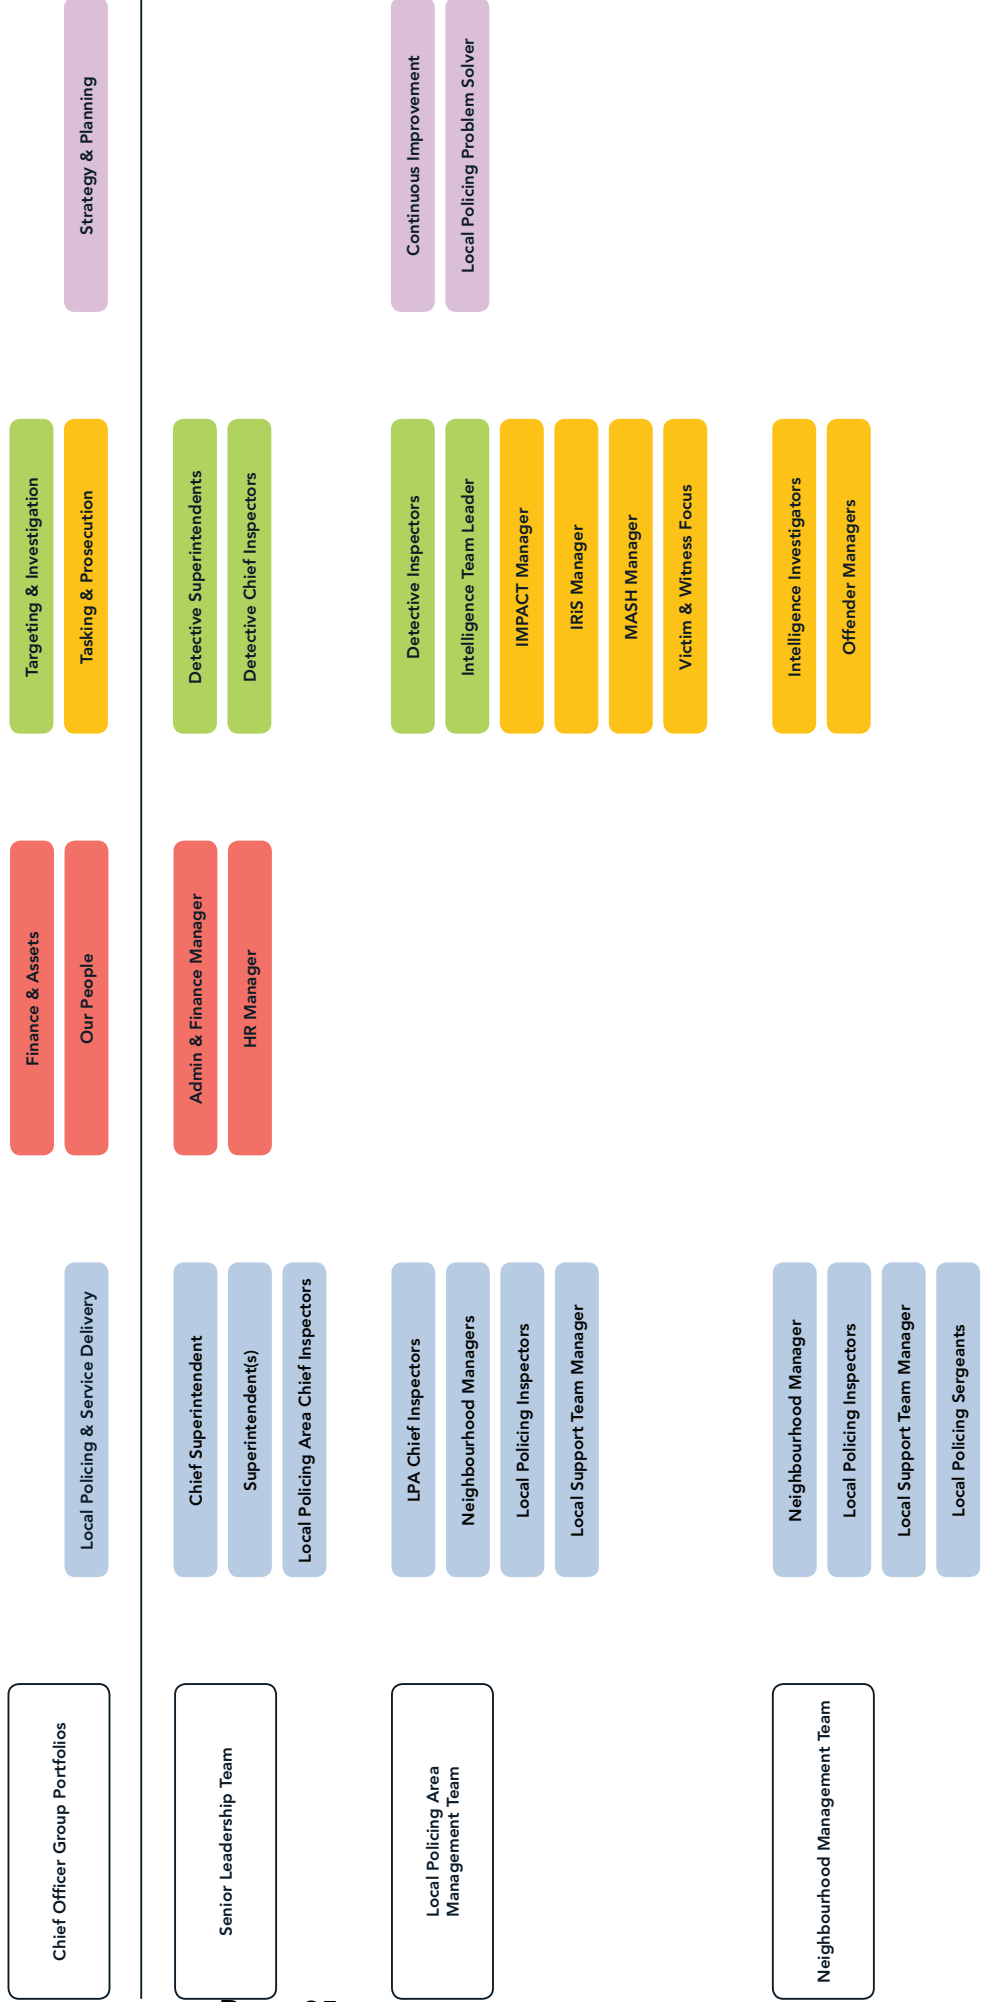 Chief Officer Group Portfolios
Local Policing & Service Delivery
Finance & Assets
Our People
Targeting & Investigation
Tasking & Prosecution
Strategy & Planning
Senior Leadership Team
Chief Superintendent
Superintendent(s)
Local Policing Area Chief Inspectors
Admin & Finance Manager
HR Manager
Detective Superintendents
Detective Chief Inspectors
Local Policing Area
Management Team
LPA Chief Inspectors
Neighbourhood Managers
Local Policing Inspectors
Local Support Team Manager
Detective Inspectors
Intelligence Team Leader
IMPACT Manager
IRiS Manager
MASH Manager
Victim & Witness Focus
Continuous Improvement
Local Policing Problem Solver
Neighbourhood Management Team
Neighbourhood Manager
Local Policing Inspectors
Local Support Team Manager
Local Policing Sergeants
Intelligence Investigators
Offender Managers